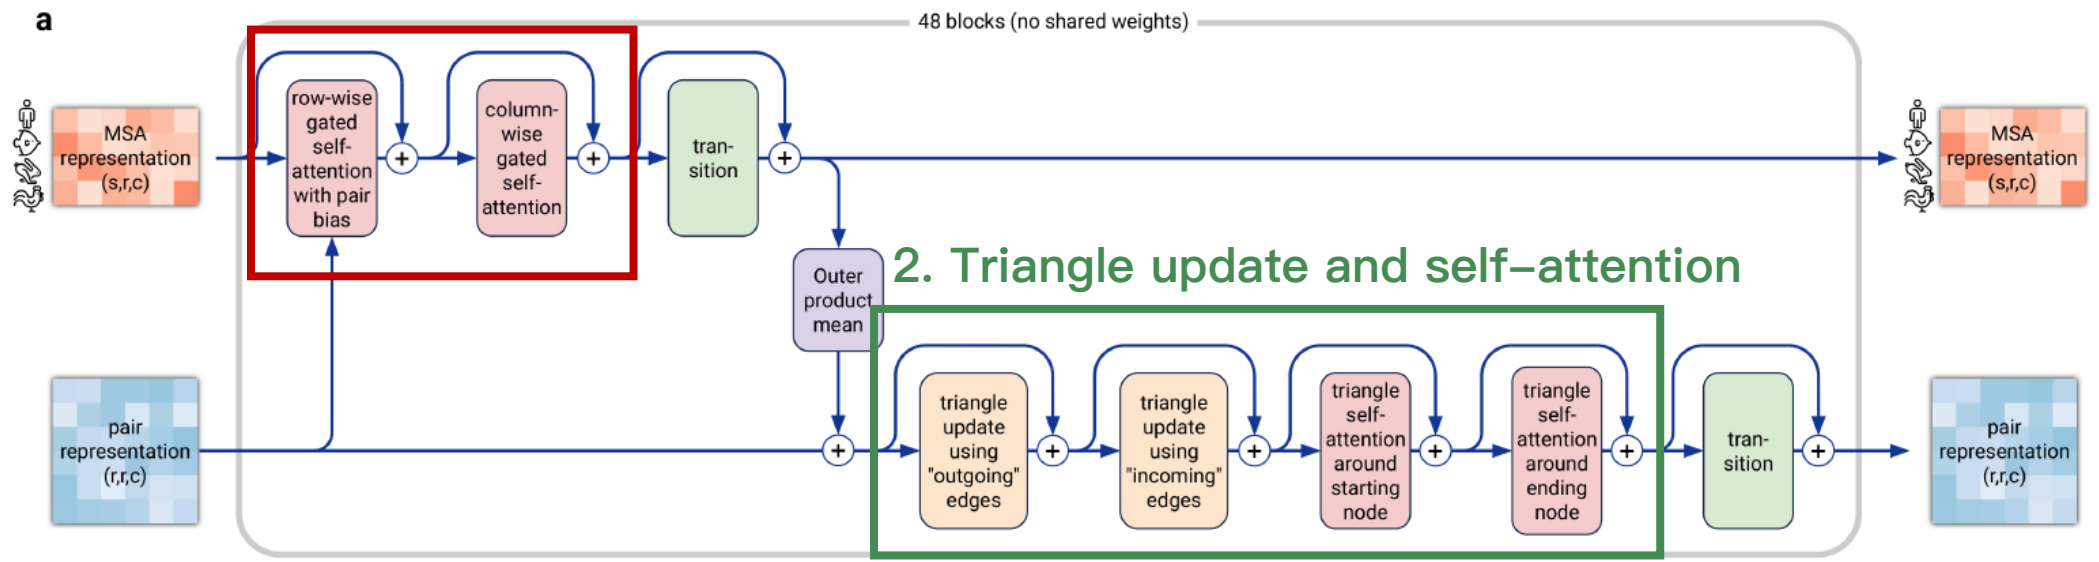 a
48 blocks (no shared weights)
MSA
representation
(s,r,c)
row-wise
gated
self-
attention
with pair
bias
+
column-
wise
gated
self-
attention
+
tran-
sition
+
MSA
representation
(s,r,c)
Outer
product
mean
2. Triangle update and self-attention
pair
representation
(r,r,c)
+
triangle
update
using
"outgoing"
edges
+
triangle
update
using
"incoming"
edges
+
triangle
self-
attention
around
starting
node
+
triangle
self-
attention
around
ending
node
+
tran-
sition
+
pair
representation
(r,r,c)